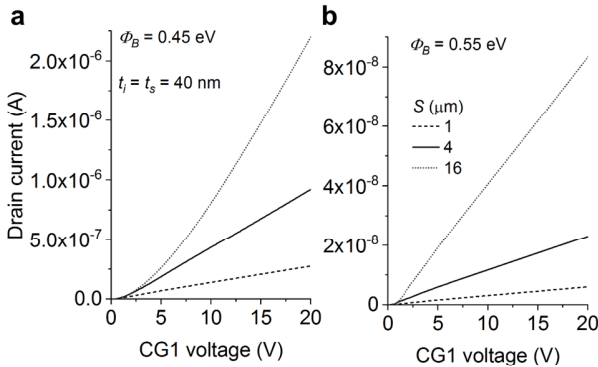 a
Φ_B = 0.45 eV
t_i = t_s = 40 nm
Drain current (A)
2.0x10^-6
1.5x10^-6
1.0x10^-6
5.0x10^-7
0.0
0 5 10 15 20
CG1 voltage (V)
b
Φ_B = 0.55 eV
S (μm)
1
4
16
8x10^-8
6x10^-8
4x10^-8
2x10^-8
0
0 5 10 15 20
CG1 voltage (V)